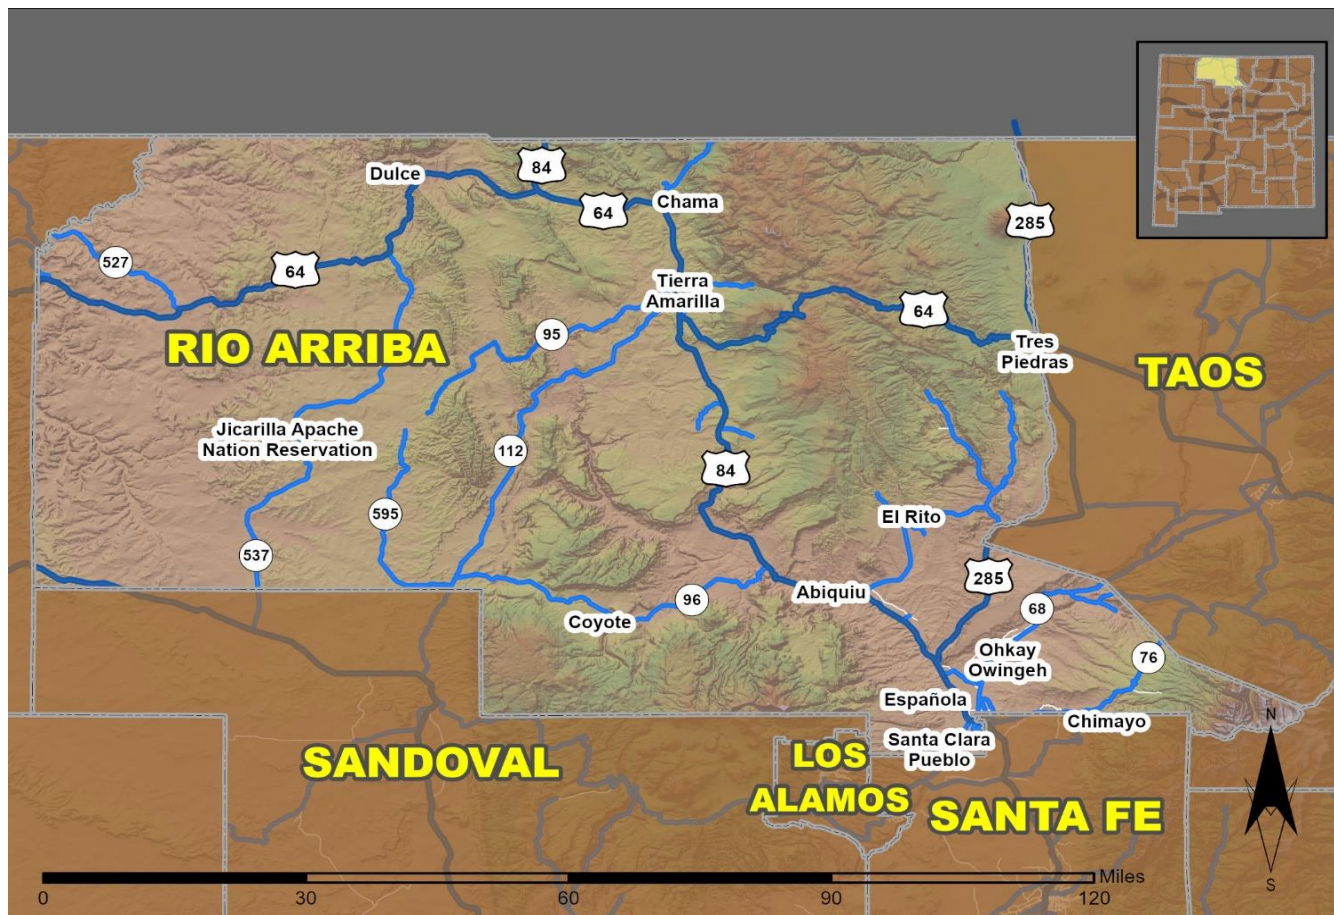 84
Dulce
Chama
64
285
527
64
Tierra
Amarilla
64
95
RIO ARRIBA
Tres
Piedras
TAOS
Jicarilla Apache
Nation Reservation
112
84
595
El Rito
537
285
Abiquiu
96
68
Coyote
Ohkay
Owingeh
76
Española
Chimayo
N
Santa Clara
Pueblo
SANDOVAL
LOS
ALAMOS
SANTA FE
Miles
0 30 60 90 120
S